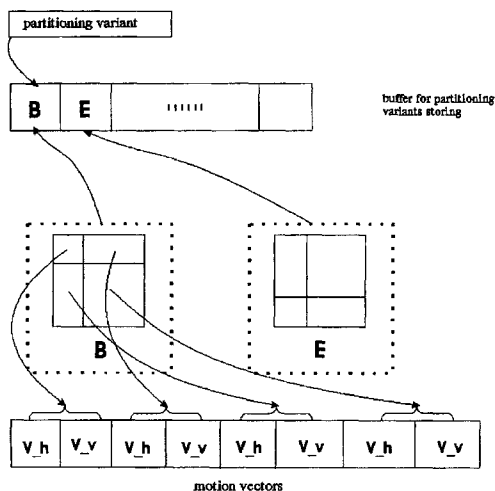 partitioning variant
B E ''''''
buffer for partitioning
variants storing
B E
V_h V_v V_h V_v V_h V_v V_h V_v
motion vectors